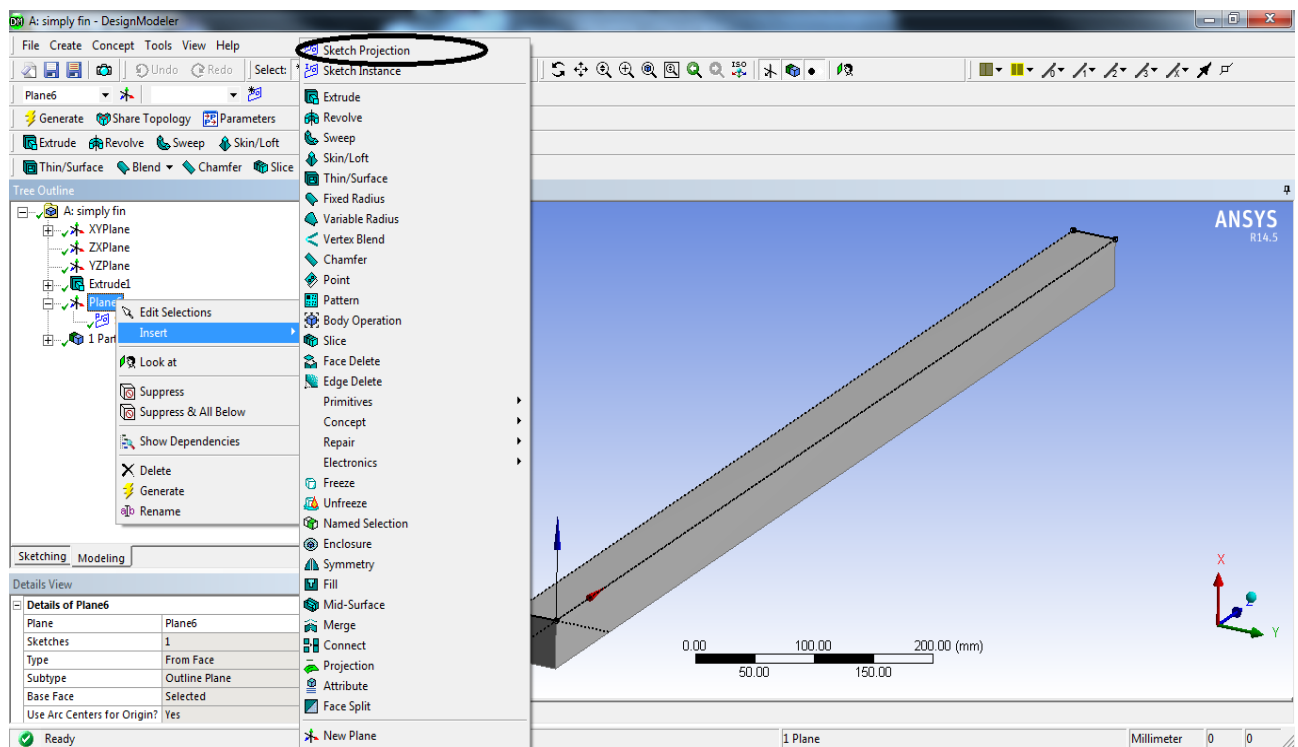 A: simply fin - DesignModeler
File Create Concept Tools View Help
Undo Redo Select:
Plane6
Generate Share Topology Parameters
Extrude Revolve Sweep Skin/Loft
Thin/Surface Blend Chamfer Slice
Tree Outline
A: simply fin
XYPlane
ZXPlane
YZPlane
Extrude1
1 Part
Edit Selections
Insert
Look at
Suppress
Suppress & All Below
Show Dependencies
Delete
Generate
Rename
Sketch Projection
Sketch Instance
Extrude
Revolve
Sweep
Skin/Loft
Thin/Surface
Fixed Radius
Variable Radius
Vertex Blend
Chamfer
Point
Pattern
Body Operation
Slice
Face Delete
Edge Delete
Primitives
Concept
Repair
Electronics
Freeze
Unfreeze
Named Selection
Enclosure
Symmetry
Fill
Mid-Surface
Merge
Connect
Projection
Attribute
Face Split
New Plane
ISO
ANSYS
R14.5
X
Z
Y
0.00 100.00 200.00 (mm)
50.00 150.00
Sketching Modeling
Details View
Details of Plane6
Plane Plane6
Sketches 1
Type From Face
Subtype Outline Plane
Base Face Selected
Use Arc Centers for Origin? Yes
Ready 1 Plane Millimeter 0 0